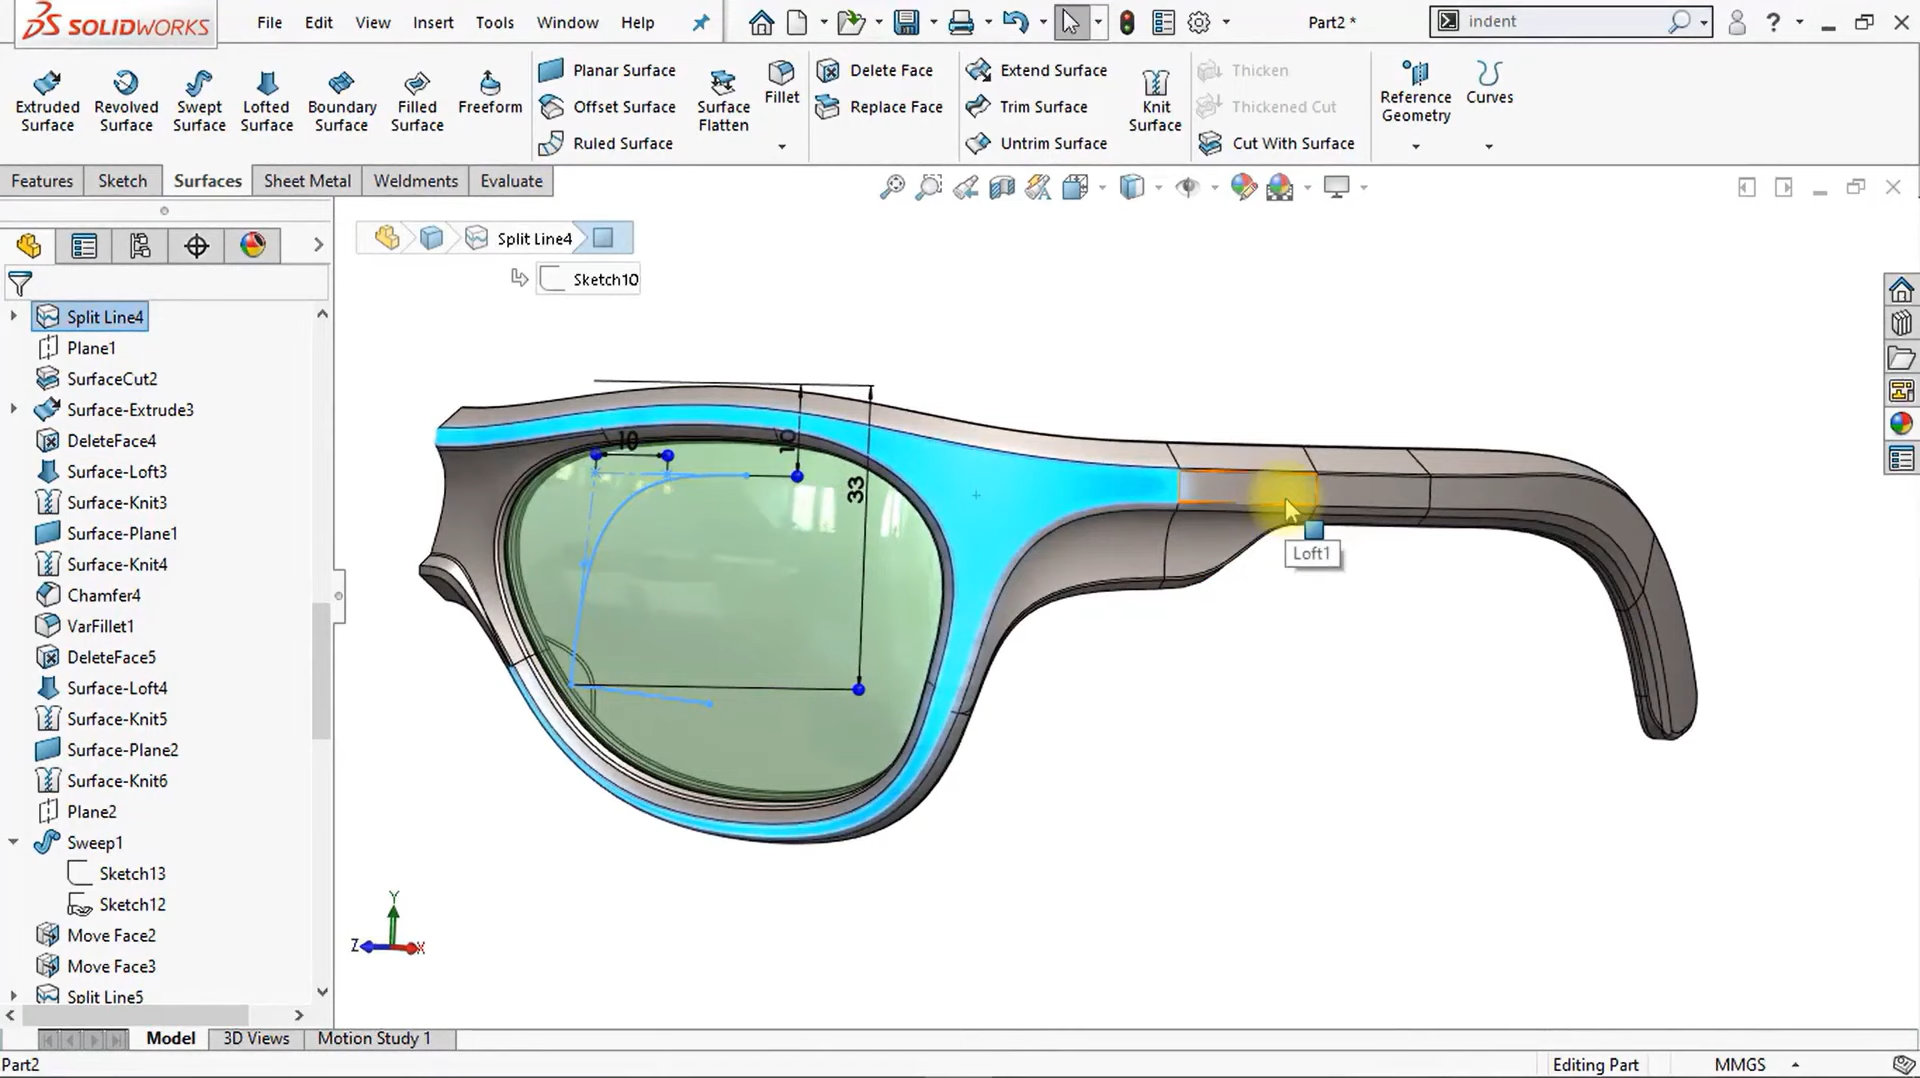 SOLIDWORKS
File Edit View Insert Tools Window Help
Part2 *
indent
?
Extruded Surface
Revolved Surface
Swept Surface
Lofted Surface
Boundary Surface
Filled Surface
Freeform
Planar Surface
Offset Surface
Ruled Surface
Surface Flatten
Fillet
Delete Face
Replace Face
Extend Surface
Trim Surface
Untrim Surface
Knit Surface
Thicken
Thickened Cut
Cut With Surface
Reference Geometry
Curves
Features Sketch Surfaces Sheet Metal Weldments Evaluate
Split Line4
Sketch10
Split Line4
Plane1
SurfaceCut2
Surface-Extrude3
DeleteFace4
Surface-Loft3
Surface-Knit3
Surface-Plane1
Surface-Knit4
Chamfer4
VarFillet1
DeleteFace5
Surface-Loft4
Surface-Knit5
Surface-Plane2
Surface-Knit6
Plane2
Sweep1
Sketch13
Sketch12
Move Face2
Move Face3
Split Line5
10
10
33
Loft1
Y
Z
X
Model 3D Views Motion Study 1
Part2
Editing Part
MMGS